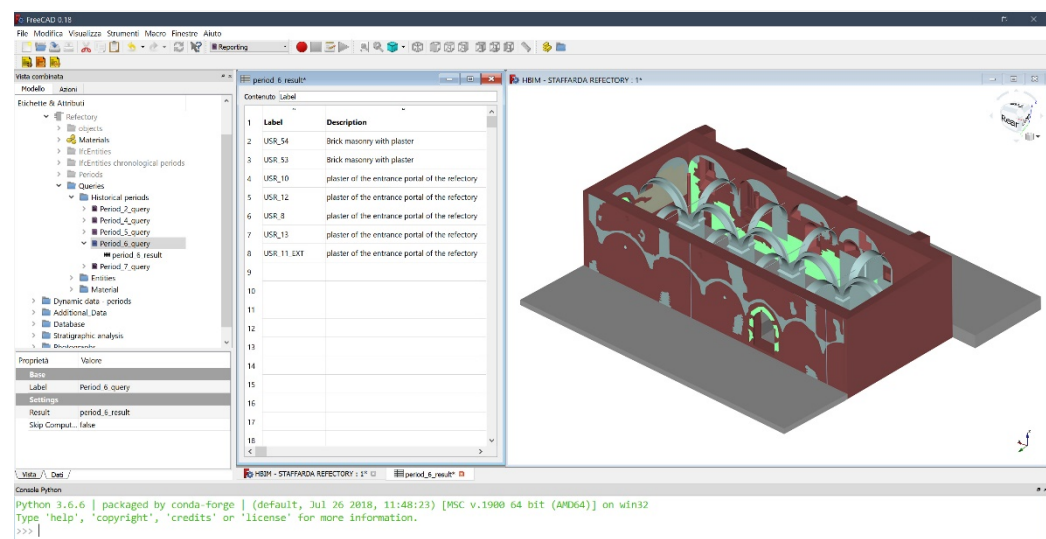 FreeCAD 0.18
File Modifica Visualizza Strumenti Macro Finestre Aiuto
Reporting
Vista combinata
Modello Azioni
Etichette & Attributi
Refectory
objects
Materials
IfcEntities
IfcEntities chronological periods
Periods
Queries
Historical periods
Period_2_query
Period_4_query
Period_5_query
Period_6_query
period_6_result
Period_7_query
Entities
Material
Dynamic data - periods
Additional_Data
Database
Stratigraphic analysis
Photographs
Proprietà Valore
Base
Label Period_6_query
Settings
Result period_6_result
Skip Comput... false
Vista Dati
period_6_result*
Contenuto Label
1 Label Description
2 USR_54 Brick masonry with plaster
3 USR_53 Brick masonry with plaster
4 USR_10 plaster of the entrance portal of the refectory
5 USR_12 plaster of the entrance portal of the refectory
6 USR_8 plaster of the entrance portal of the refectory
7 USR_13 plaster of the entrance portal of the refectory
8 USR_11_EXT plaster of the entrance portal of the refectory
9
10
11
12
13
14
15
16
17
18
HBIM - STAFFARDA REFECTORY : 1*
Rear
HBIM - STAFFARDA REFECTORY : 1*
period_6_result*
Console Python
Python 3.6.6 | packaged by conda-forge | (default, Jul 26 2018, 11:48:23) [MSC v.1900 64 bit (AMD64)] on win32
Type 'help', 'copyright', 'credits' or 'license' for more information.
>>>